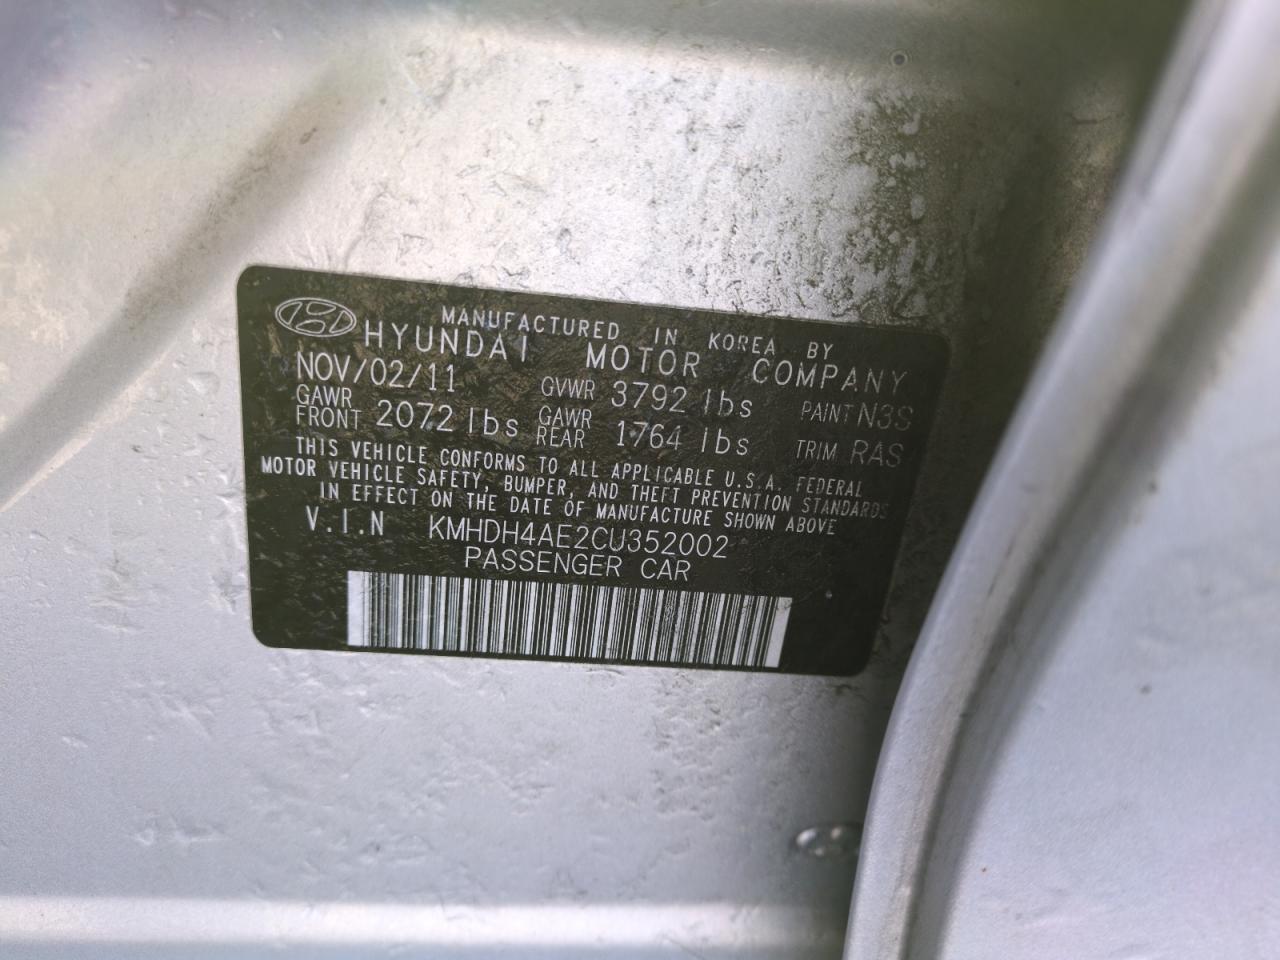 MANUFACTURED IN KOREA BY
HYUNDAI MOTOR COMPANY
NOV/02/11 GVWR 3792 lbs PAINT N3S
GAWR FRONT 2072 lbs GAWR REAR 1764 lbs TRIM RAS
THIS VEHICLE CONFORMS TO ALL APPLICABLE U.S.A. FEDERAL
MOTOR VEHICLE SAFETY, BUMPER, AND THEFT PREVENTION STANDARDS
IN EFFECT ON THE DATE OF MANUFACTURE SHOWN ABOVE
V.I.N KMHDH4AE2CU352002
PASSENGER CAR